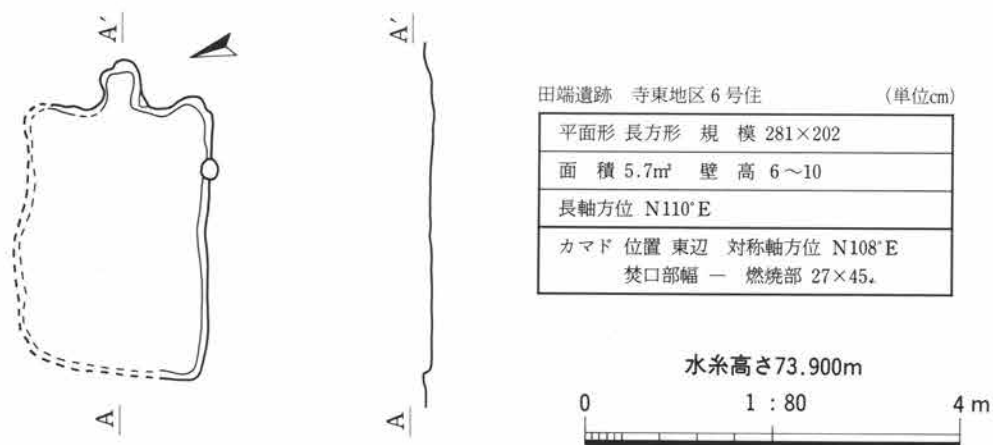 A′
A′
田端遺跡 寺東地区6号住 (単位cm)
平面形 長方形 規 模 281×202
面 積 5.7m² 壁 高 6〜10
長軸方位 N110°E
カマド 位置 東辺 対称軸方位 N108°E
焚口部幅 — 燃焼部 27×45
水糸高さ73.900m
0 1:80 4m
A
A